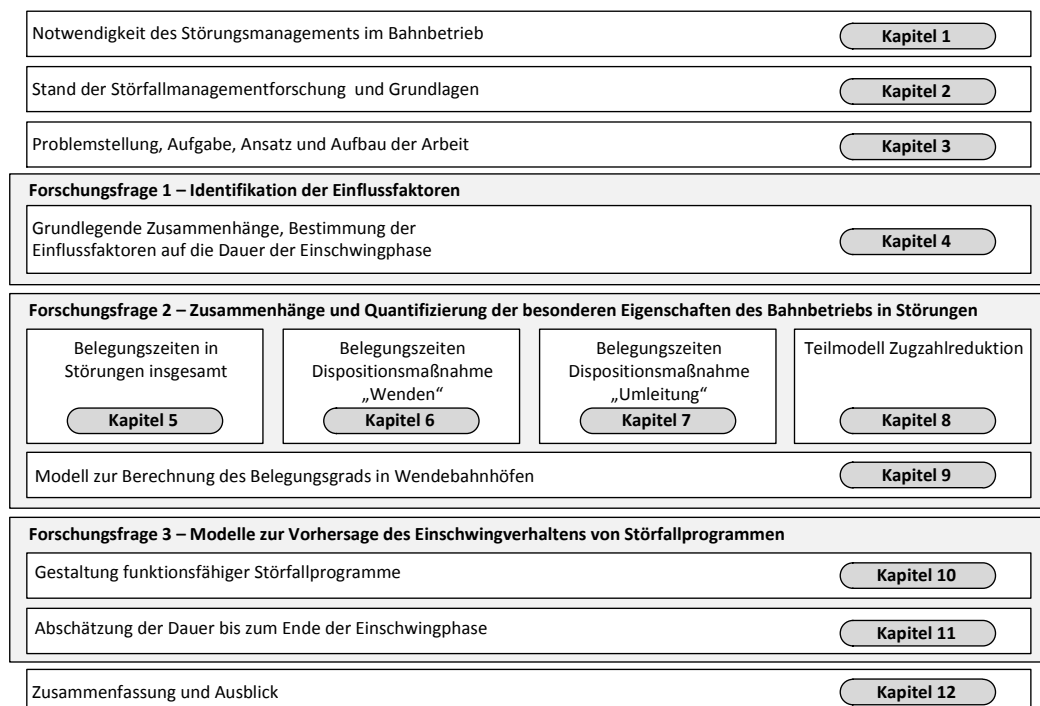 Notwendigkeit des Störungsmanagements im Bahnbetrieb
Kapitel 1
Stand der Störfallmanagementforschung und Grundlagen
Kapitel 2
Problemstellung, Aufgabe, Ansatz und Aufbau der Arbeit
Kapitel 3
Forschungsfrage 1 – Identifikation der Einflussfaktoren
Grundlegende Zusammenhänge, Bestimmung der
Einflussfaktoren auf die Dauer der Einschwingphase
Kapitel 4
Forschungsfrage 2 – Zusammenhänge und Quantifizierung der besonderen Eigenschaften des Bahnbetriebs in Störungen
Belegungszeiten in
Störungen insgesamt
Kapitel 5
Belegungszeiten
Dispositionsmaßnahme
„Wenden“
Kapitel 6
Belegungszeiten
Dispositionsmaßnahme
„Umleitung“
Kapitel 7
Teilmodell Zugzahlreduktion
Kapitel 8
Modell zur Berechnung des Belegungsgrads in Wendebahnhöfen
Kapitel 9
Forschungsfrage 3 – Modelle zur Vorhersage des Einschwingverhaltens von Störfallprogrammen
Gestaltung funktionsfähiger Störfallprogramme
Kapitel 10
Abschätzung der Dauer bis zum Ende der Einschwingphase
Kapitel 11
Zusammenfassung und Ausblick
Kapitel 12